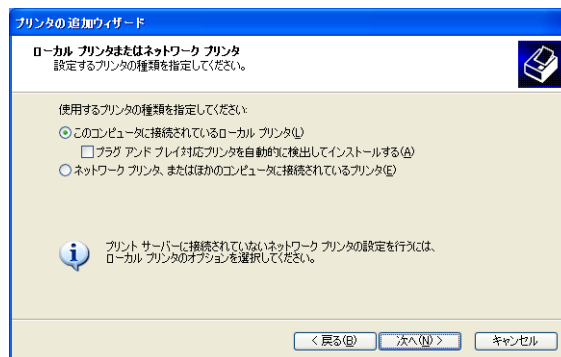 プリンタの追加ウィザード
ローカル プリンタまたはネットワーク プリンタ
設定するプリンタの種類を指定してください。
使用するプリンタの種類を指定してください:
このコンピュータに接続されているローカル プリンタ(L)
プラグ アンド プレイ対応プリンタを自動的に検出してインストールする(A)
ネットワーク プリンタ、またはほかのコンピュータに接続されているプリンタ(E)
プリント サーバーに接続されていないネットワーク プリンタの設定を行うには、
ローカル プリンタのオプションを選択してください。
< 戻る(B) 次へ(N) > キャンセル